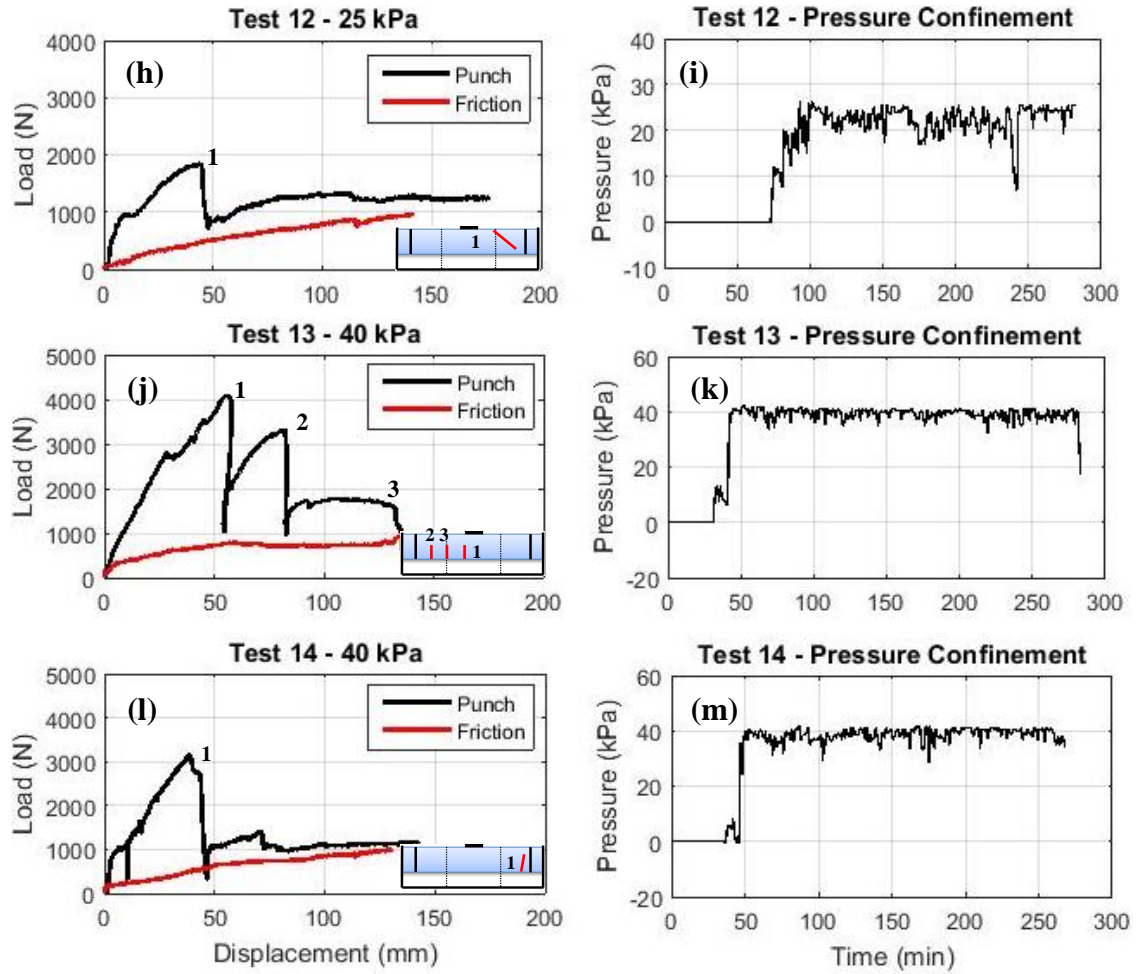 Test 12 - 25 kPa
4000
3000
2000
1000
0
Load (N)
(h)
Punch
Friction
1
1
0 50 100 150 200
Test 12 - Pressure Confinement
40
30
20
10
0
-10
Pressure (kPa)
(i)
0 50 100 150 200 250 300
Test 13 - 40 kPa
5000
4000
3000
2000
1000
0
Load (N)
(j)
Punch
Friction
1
2
3
2 3
1
0 50 100 150 200
Test 13 - Pressure Confinement
60
40
20
0
-20
Pressure (kPa)
(k)
0 50 100 150 200 250 300
Test 14 - 40 kPa
5000
4000
3000
2000
1000
0
Load (N)
(l)
Punch
Friction
1
1
0 50 100 150 200
Displacement (mm)
Test 14 - Pressure Confinement
60
40
20
0
-20
Pressure (kPa)
(m)
0 50 100 150 200 250 300
Time (min)